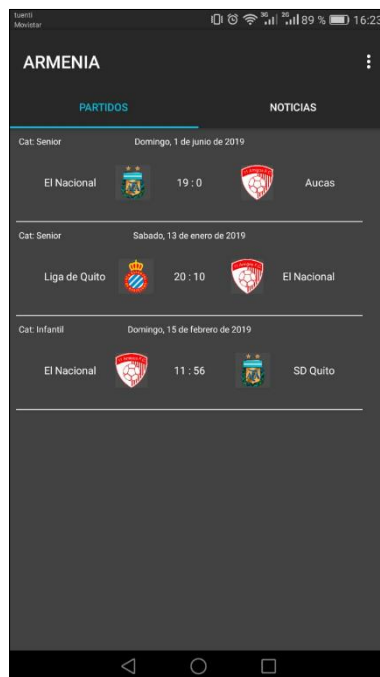 tuenti
Movistar
3G 2G 89 % 16:23
ARMENIA
PARTIDOS NOTICIAS
Cat: Senior Domingo, 1 de junio de 2019
El Nacional 19 : 0 Aucas
Cat: Senior Sabado, 13 de enero de 2019
Liga de Quito 20 : 10 El Nacional
Cat: Infantil Domingo, 15 de febrero de 2019
El Nacional 11 : 56 SD Quito